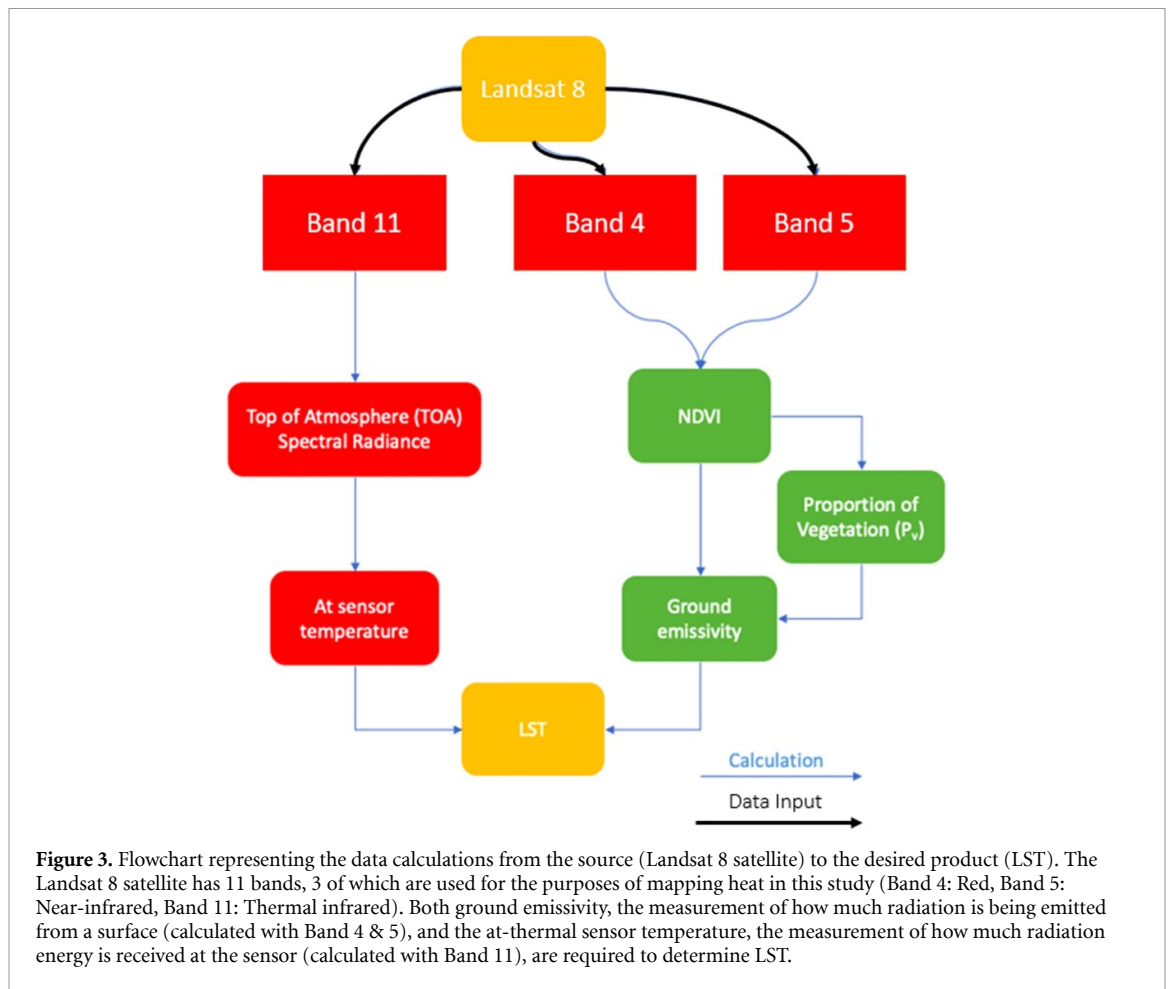 Landsat 8
Band 11
Band 4
Band 5
Top of Atmosphere (TOA)
Spectral Radiance
NDVI
Proportion of
Vegetation (Pv)
At sensor
temperature
Ground
emissivity
LST
Calculation
Data Input
Figure 3. Flowchart representing the data calculations from the source (Landsat 8 satellite) to the desired product (LST). The
Landsat 8 satellite has 11 bands, 3 of which are used for the purposes of mapping heat in this study (Band 4: Red, Band 5:
Near-infrared, Band 11: Thermal infrared). Both ground emissivity, the measurement of how much radiation is being emitted
from a surface (calculated with Band 4 & 5), and the at-thermal sensor temperature, the measurement of how much radiation
energy is received at the sensor (calculated with Band 11), are required to determine LST.